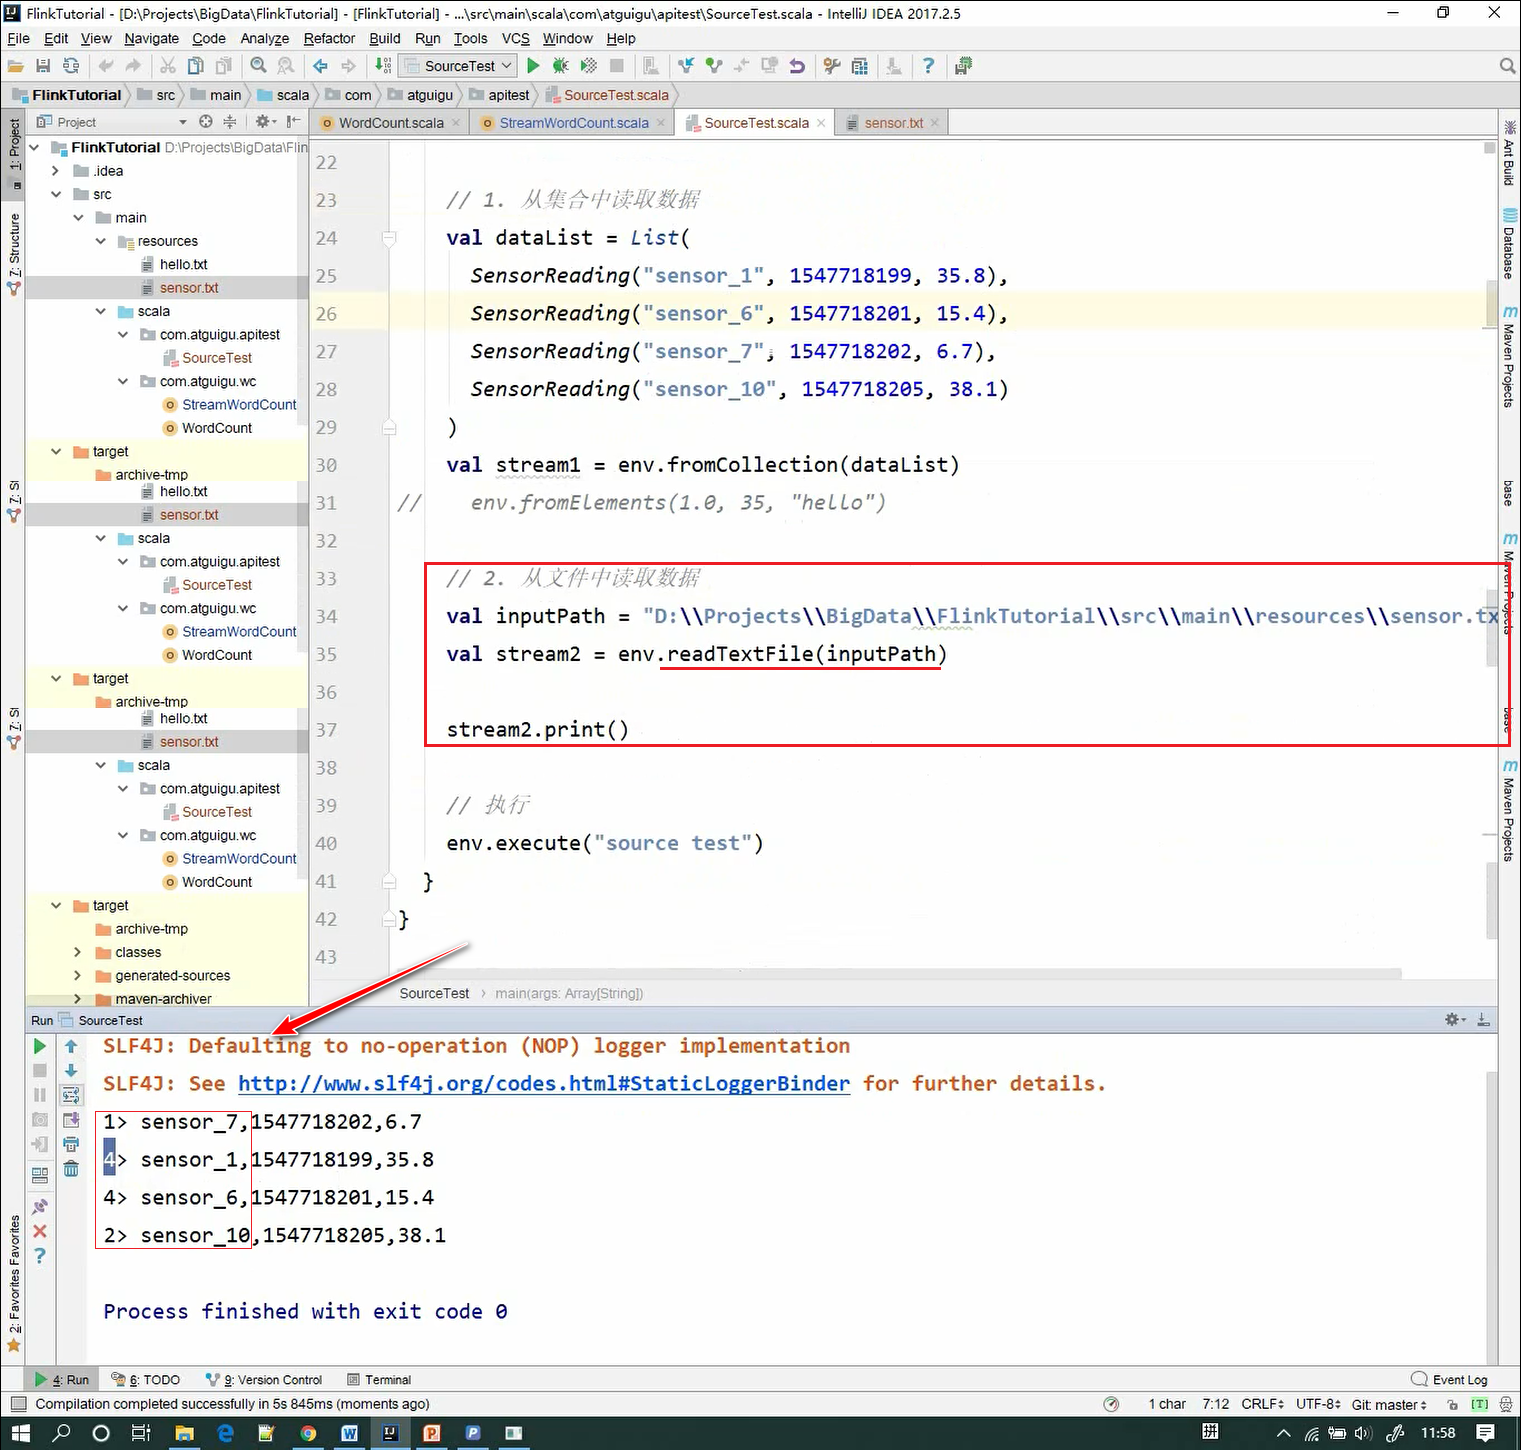 FlinkTutorial - [D:\Projects\BigData\FlinkTutorial] - [FlinkTutorial] - ...\src\main\scala\com\atguigu\apitest\SourceTest.scala - IntelliJ IDEA 2017.2.5
File Edit View Navigate Code Analyze Refactor Build Run Tools VCS Window Help
SourceTest
FlinkTutorial src main scala com atguigu apitest SourceTest.scala
Project
WordCount.scala StreamWordCount.scala SourceTest.scala sensor.txt
FlinkTutorial D:\Projects\BigData\Flin
.idea
src
main
resources
hello.txt
sensor.txt
scala
com.atguigu.apitest
SourceTest
com.atguigu.wc
StreamWordCount
WordCount
target
archive-tmp
hello.txt
sensor.txt
scala
com.atguigu.apitest
SourceTest
com.atguigu.wc
StreamWordCount
WordCount
target
archive-tmp
hello.txt
sensor.txt
scala
com.atguigu.apitest
SourceTest
com.atguigu.wc
StreamWordCount
WordCount
target
archive-tmp
classes
generated-sources
maven-archiver
1: Project
7: Structure
7: St
7: St
2: Favorites Favorites
22
23 // 1. 从集合中读取数据
24 val dataList = List(
25 SensorReading("sensor_1", 1547718199, 35.8),
26 SensorReading("sensor_6", 1547718201, 15.4),
27 SensorReading("sensor_7", 1547718202, 6.7),
28 SensorReading("sensor_10", 1547718205, 38.1)
29 )
30 val stream1 = env.fromCollection(dataList)
31 // env.fromElements(1.0, 35, "hello")
32
33 // 2. 从文件中读取数据
34 val inputPath = "D:\\Projects\\BigData\\FlinkTutorial\\src\\main\\resources\\sensor.tx
35 val stream2 = env.readTextFile(inputPath)
36
37 stream2.print()
38
39 // 执行
40 env.execute("source test")
41 }
42 }
43
SourceTest main(args: Array[String])
Ant Build
Database
Maven Projects
base
Maven Projects
base
Maven Projects
Run SourceTest
SLF4J: Defaulting to no-operation (NOP) logger implementation
SLF4J: See http://www.slf4j.org/codes.html#StaticLoggerBinder for further details.
1> sensor_7,1547718202,6.7
4> sensor_1,1547718199,35.8
4> sensor_6,1547718201,15.4
2> sensor_10,1547718205,38.1
Process finished with exit code 0
4: Run 6: TODO 9: Version Control Terminal Event Log
Compilation completed successfully in 5s 845ms (moments ago) 1 char 7:12 CRLF UTF-8 Git: master [T]
拼 11:58